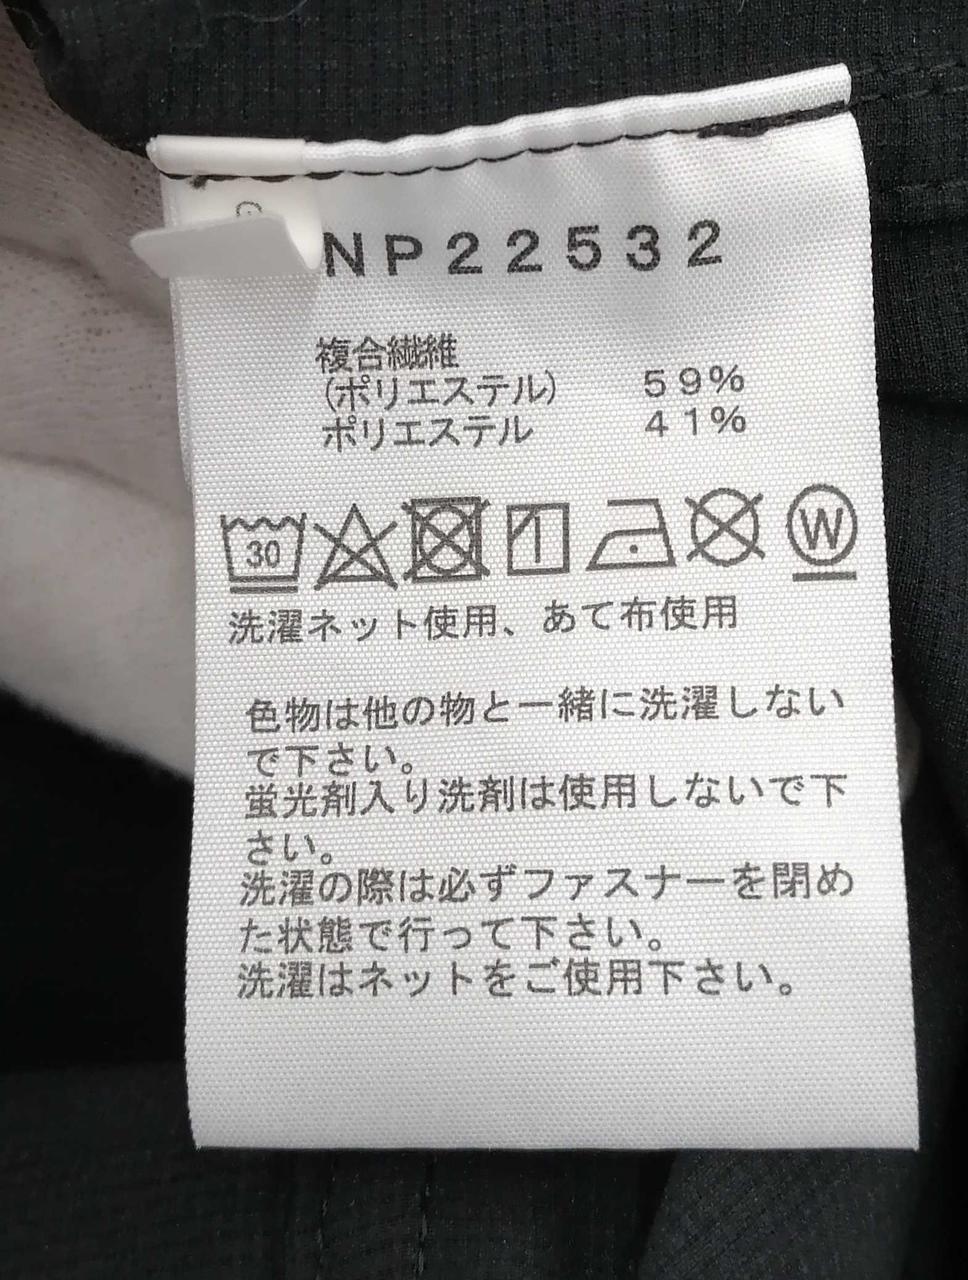 NP22532
複合繊維
(ポリエステル) 59%
ポリエステル 41%
30 W
洗濯ネット使用、あて布使用
色物は他の物と一緒に洗濯しない
で下さい。
蛍光剤入り洗剤は使用しないで下
さい。
洗濯の際は必ずファスナーを閉め
た状態で行って下さい。
洗濯はネットをご使用下さい。